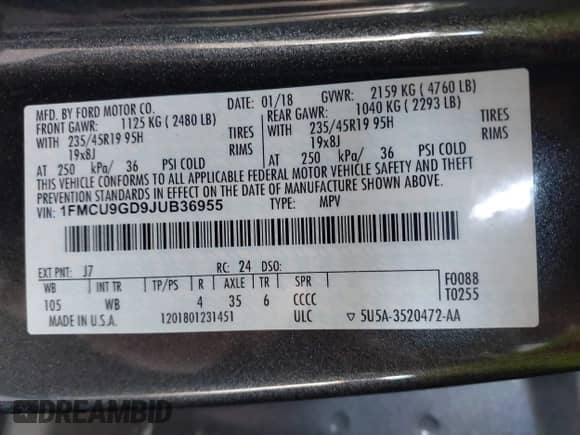 MFD. BY FORD MOTOR CO.
DATE: 01/18 GVWR: 2159 KG ( 4760 LB)
FRONT GAWR: 1125 KG ( 2480 LB) REAR GAWR: 1040 KG ( 2293 LB)
WITH 235/45R19 95H TIRES WITH 235/45R19 95H TIRES
19x8J RIMS 19x8J RIMS
AT 250 kPa/ 36 PSI COLD AT 250 kPa/ 36 PSI COLD
THIS VEHICLE CONFORMS TO ALL APPLICABLE FEDERAL MOTOR VEHICLE SAFETY AND THEFT
PREVENTION STANDARDS IN EFFECT ON THE DATE OF MANUFACTURE SHOWN ABOVE.
VIN: 1FMCU9GD9JUB36955 TYPE: MPV
EXT PNT: J7 RC: 24 DSO:
WB INT TR TP/PS R AXLE TR SPR
105 WB 4 35 6 CCCC
F0088
T0255
MADE IN U.S.A. 1201801231451 ULC ▽ 5U5A-3520472-AA
DREAMBID